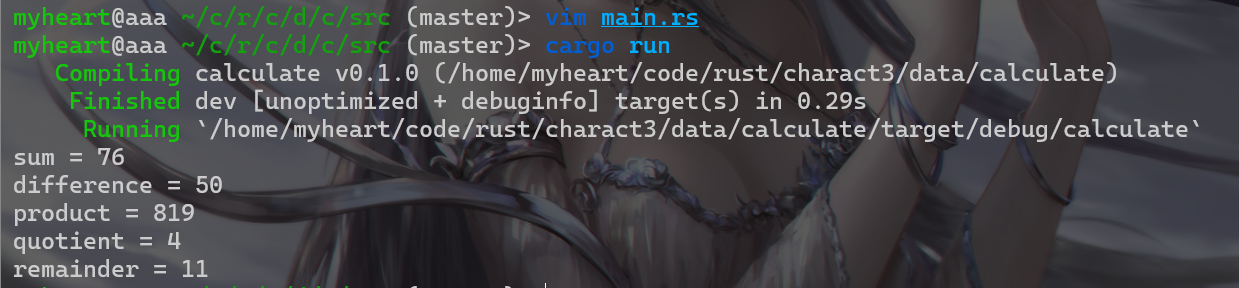 myheart@aaa ~/c/r/c/d/c/src (master)> vim main.rs
myheart@aaa ~/c/r/c/d/c/src (master)> cargo run
   Compiling calculate v0.1.0 (/home/myheart/code/rust/charact3/data/calculate)
    Finished dev [unoptimized + debuginfo] target(s) in 0.29s
     Running `/home/myheart/code/rust/charact3/data/calculate/target/debug/calculate`
sum = 76
difference = 50
product = 819
quotient = 4
remainder = 11